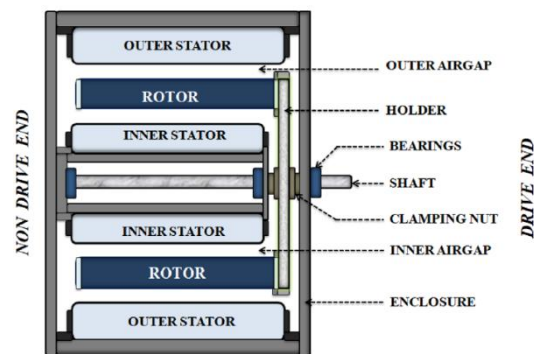 OUTER STATOR
OUTER AIRGAP
ROTOR
HOLDER
INNER STATOR
BEARINGS
SHAFT
CLAMPING NUT
INNER STATOR
INNER AIRGAP
ROTOR
ENCLOSURE
OUTER STATOR
NON DRIVE END
DRIVE END